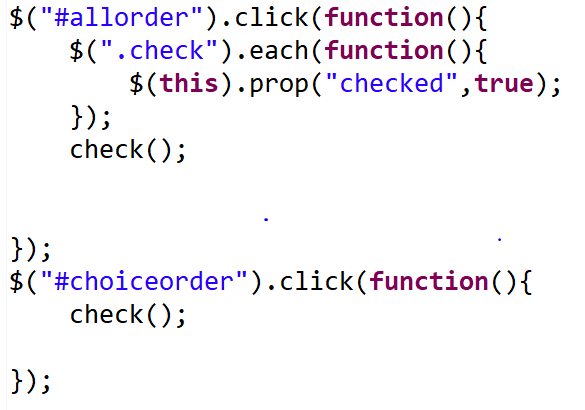 $("#allorder").click(function(){
    $(".check").each(function(){
        $(this).prop("checked",true);
    });
    check();
});
$("#choiceorder").click(function(){
    check();
});